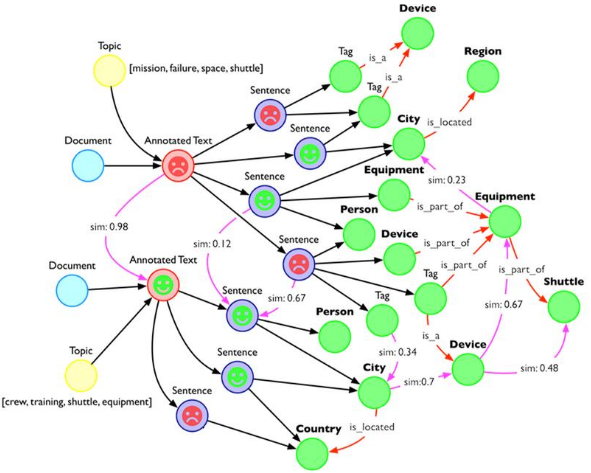 Device
Topic
Tag
is_a
Region
[mission, failure, space, shuttle]
Sentence
Tag
is_a
City
is_located
Document
Annotated Text
Sentence
Sentence
Equipment
sim: 0.23
Equipment
is_part_of
Person
sim: 0.98
sim: 0.12
Sentence
Device
is_part_of
Document
Annotated Text
is_part_of
is_part_of
Shuttle
Tag
Sentence
sim: 0.67
Tag
sim: 0.67
Person
is_a
Topic
sim: 0.34
Device
Sentence
City
sim: 0.48
sim:0.7
Sentence
[crew, training, shuttle, equipment]
Country
is_located